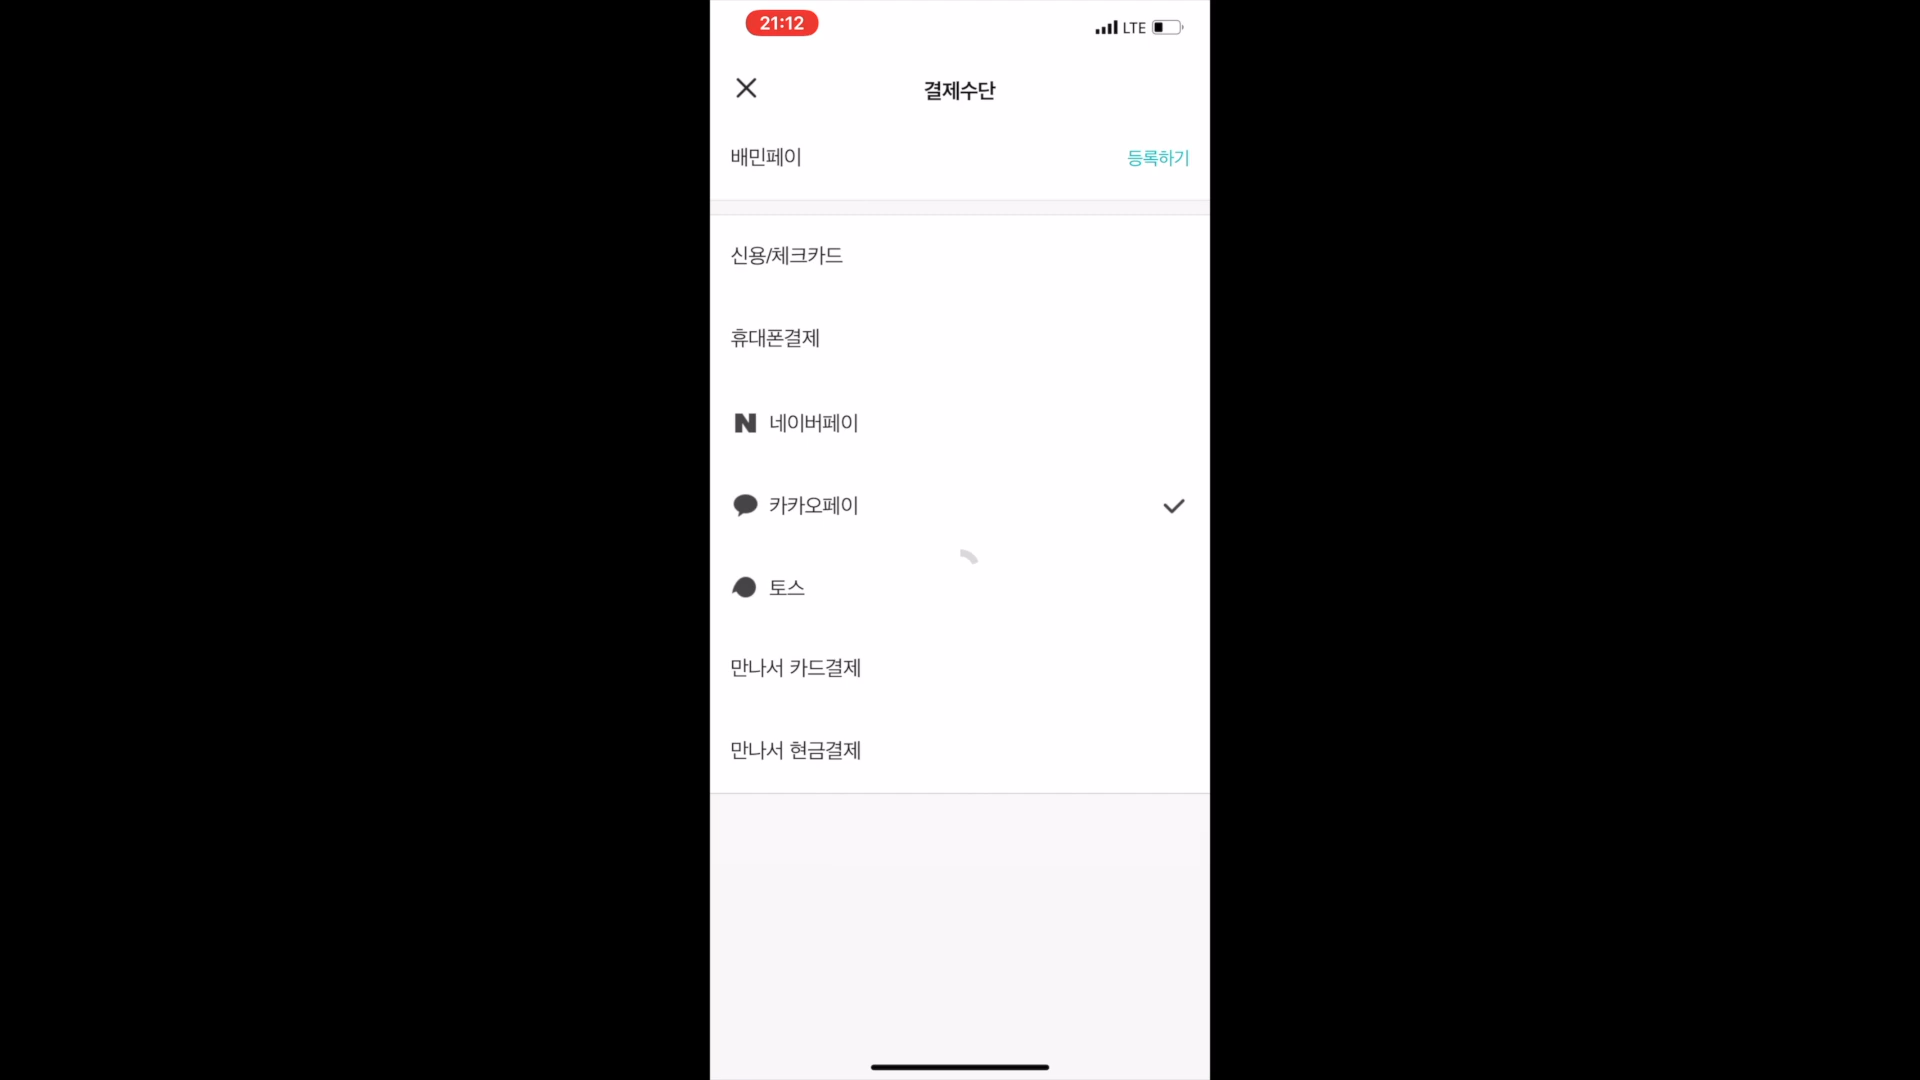 21:12
LTE
결제수단
배민페이 등록하기
신용/체크카드
휴대폰결제
N 네이버페이
카카오페이
토스
만나서 카드결제
만나서 현금결제